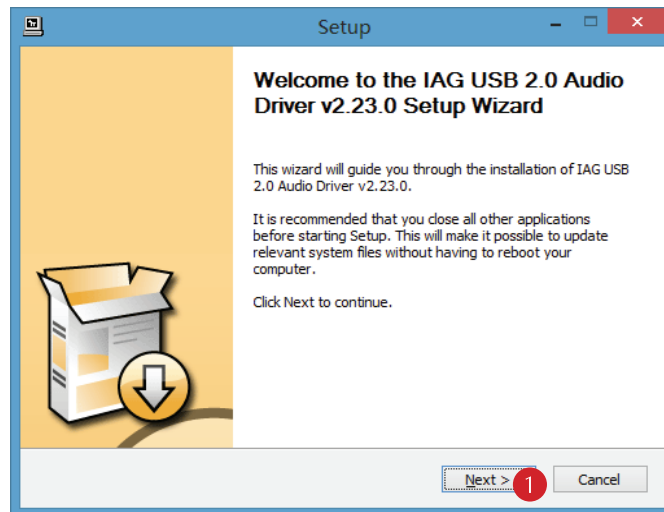 Setup
Welcome to the IAG USB 2.0 Audio
Driver v2.23.0 Setup Wizard
This wizard will guide you through the installation of IAG USB
2.0 Audio Driver v2.23.0.
It is recommended that you close all other applications
before starting Setup. This will make it possible to update
relevant system files without having to reboot your
computer.
Click Next to continue.
Next > 1 Cancel